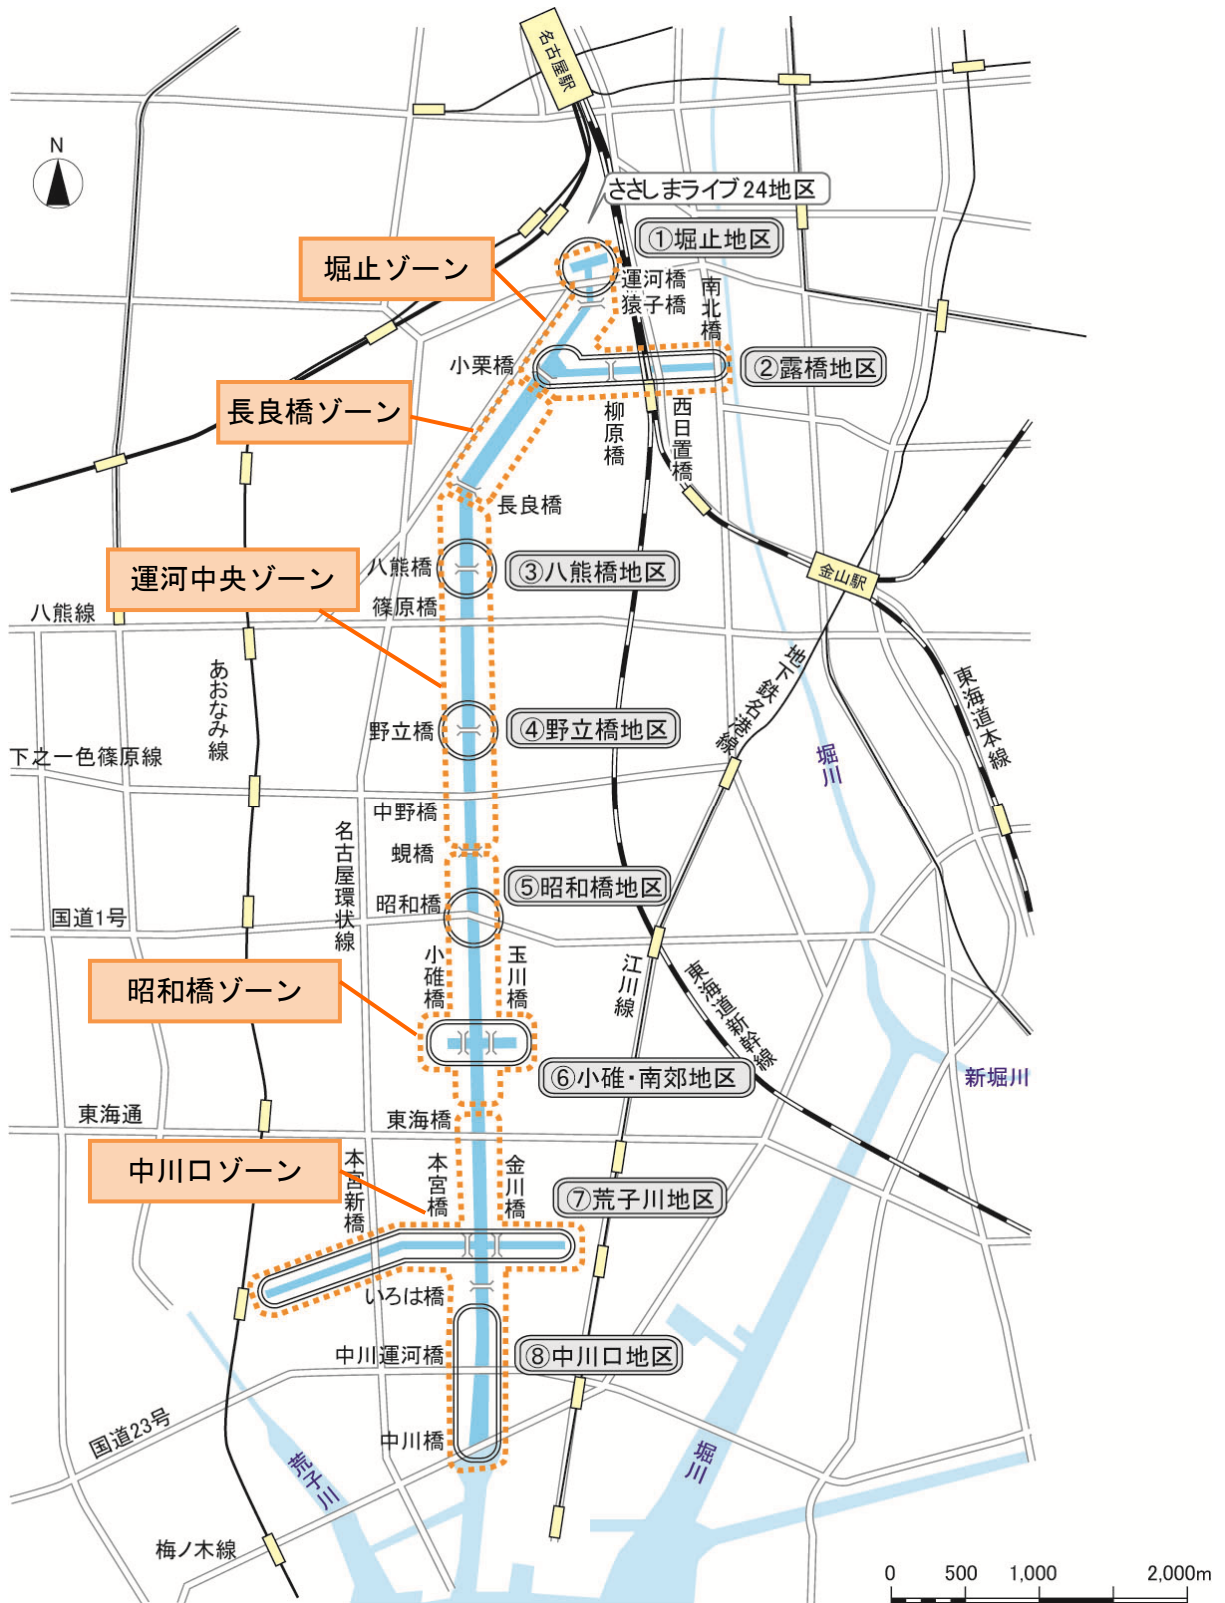 名古屋駅
N
ささしまライブ24地区
①堀止地区
堀止ゾーン
運河橋
猿子橋
南北橋
小栗橋
②露橋地区
長良橋ゾーン
柳原橋
西日置橋
長良橋
運河中央ゾーン
八熊橋
③八熊橋地区
金山駅
篠原橋
八熊線
あおなみ線
地下鉄名港線
東海道本線
野立橋
④野立橋地区
下之一色篠原線
堀川
中野橋
名古屋環状線
蜆橋
⑤昭和橋地区
昭和橋
国道1号
小碓橋
玉川橋
江川線
東海道新幹線
昭和橋ゾーン
⑥小碓・南郊地区
新堀川
東海通
東海橋
中川口ゾーン
本宮新橋
本宮橋
金川橋
⑦荒子川地区
いろは橋
中川運河橋
⑧中川口地区
国道23号
中川橋
荒子川
堀川
梅ノ木線
0 500 1,000 2,000m